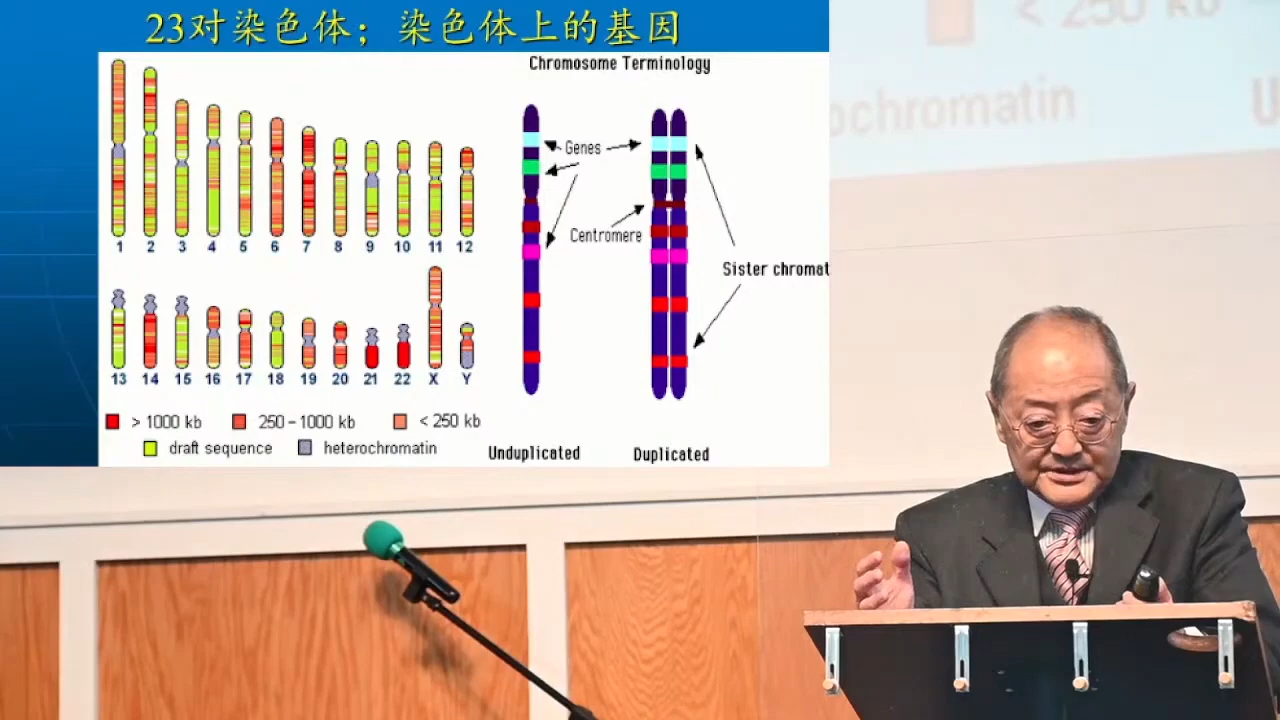 23对染色体；染色体上的基因
Chromosome Terminology
Genes
Centromere
Sister chromat
1 2 3 4 5 6 7 8 9 10 11 12
13 14 15 16 17 18 19 20 21 22 X Y
> 1000 kb 250-1000 kb < 250 kb
draft sequence heterochromatin
Unduplicated Duplicated
< 250 kb
ochromatin
U